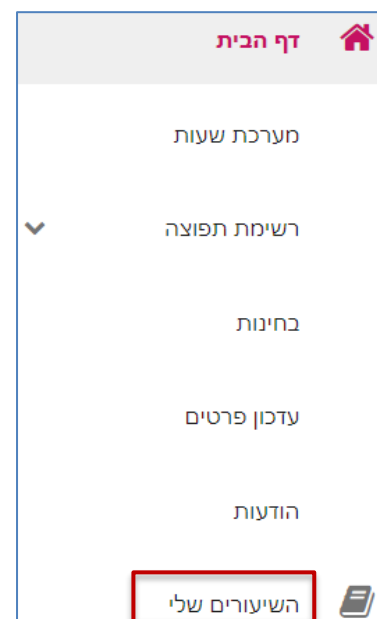 דף הבית
מערכת שעות
רשימת תפוצה
בחינות
עדכון פרטים
הודעות
השיעורים שלי